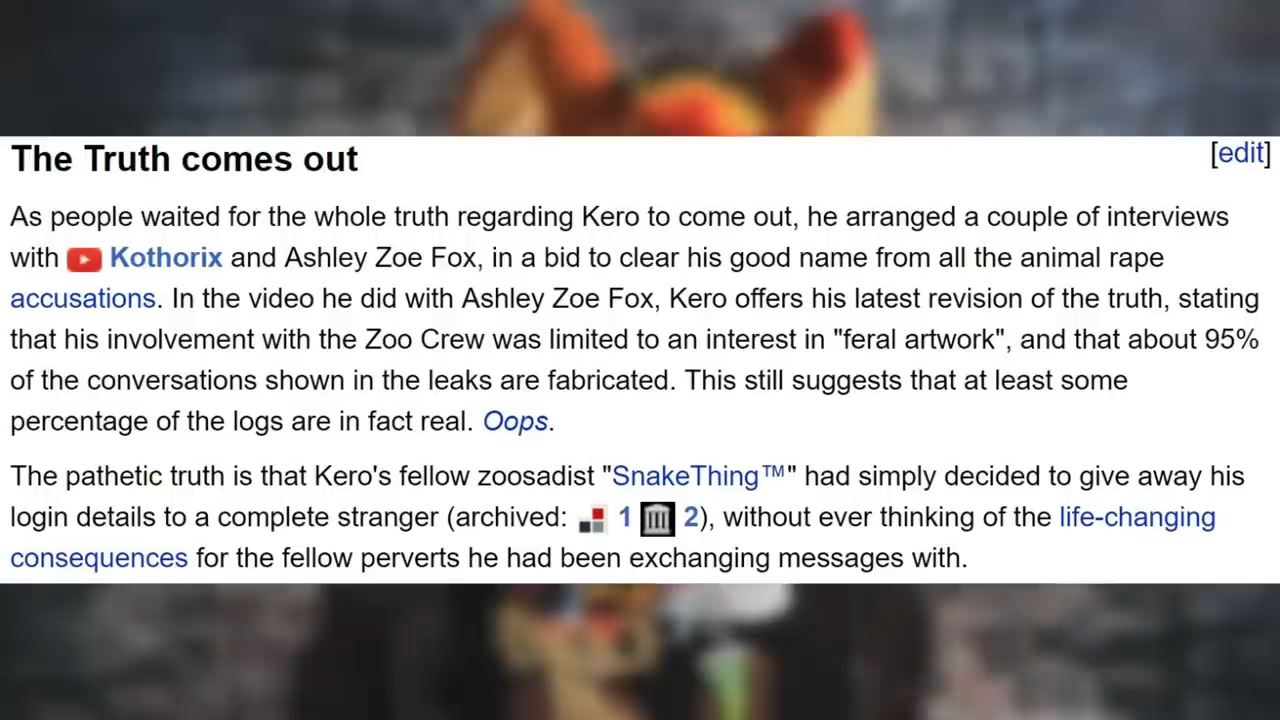 The Truth comes out
[edit]
As people waited for the whole truth regarding Kero to come out, he arranged a couple of interviews
with Kothorix and Ashley Zoe Fox, in a bid to clear his good name from all the animal rape
accusations. In the video he did with Ashley Zoe Fox, Kero offers his latest revision of the truth, stating
that his involvement with the Zoo Crew was limited to an interest in "feral artwork", and that about 95%
of the conversations shown in the leaks are fabricated. This still suggests that at least some
percentage of the logs are in fact real. Oops.
The pathetic truth is that Kero's fellow zoosadist "SnakeThing™" had simply decided to give away his
login details to a complete stranger (archived: 1 2), without ever thinking of the life-changing
consequences for the fellow perverts he had been exchanging messages with.